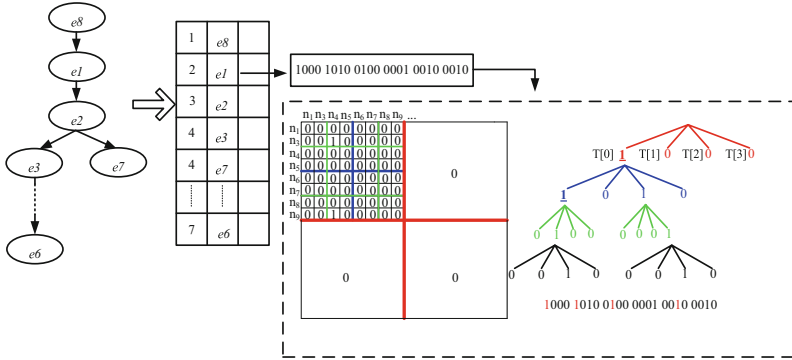 e8
e1
e2
e3
e7
e6
1 e8
2 e1
3 e2
4 e3
4 e7
7 e6
1000 1010 0100 0001 0010 0010
n1 n3 n4 n5 n6 n7 n8 n9 ...
n1 0 0 0 0 0 0 0 0
n3 0 0 1 0 0 0 0 0
n4 0 0 0 0 0 0 0 0
n5 0 0 0 0 0 0 0 0
n6 0 0 0 0 0 0 0 0
n7 0 0 0 0 0 0 0 0
n8 0 0 0 0 0 0 0 0
n9 0 0 1 0 0 0 0 0
0
0
0
T[0] 1 T[1] 0 T[2] 0 T[3] 0
1 0 1 0
0 1 0 0 0 0 0 1
0 0 1 0 0 0 1 0
1000 1010 0100 0001 0010 0010